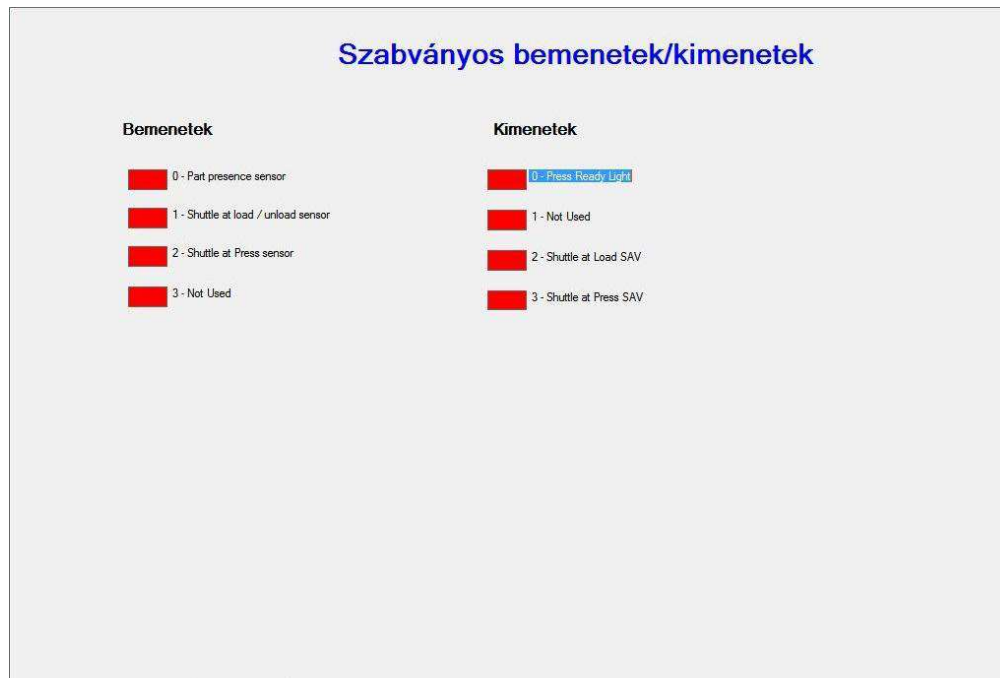 Szabványos bemenetek/kimenetek
Bemenetek
0 - Part presence sensor
1 - Shuttle at load / unload sensor
2 - Shuttle at Press sensor
3 - Not Used
Kimenetek
0 - Press Ready Light
1 - Not Used
2 - Shuttle at Load SAV
3 - Shuttle at Press SAV